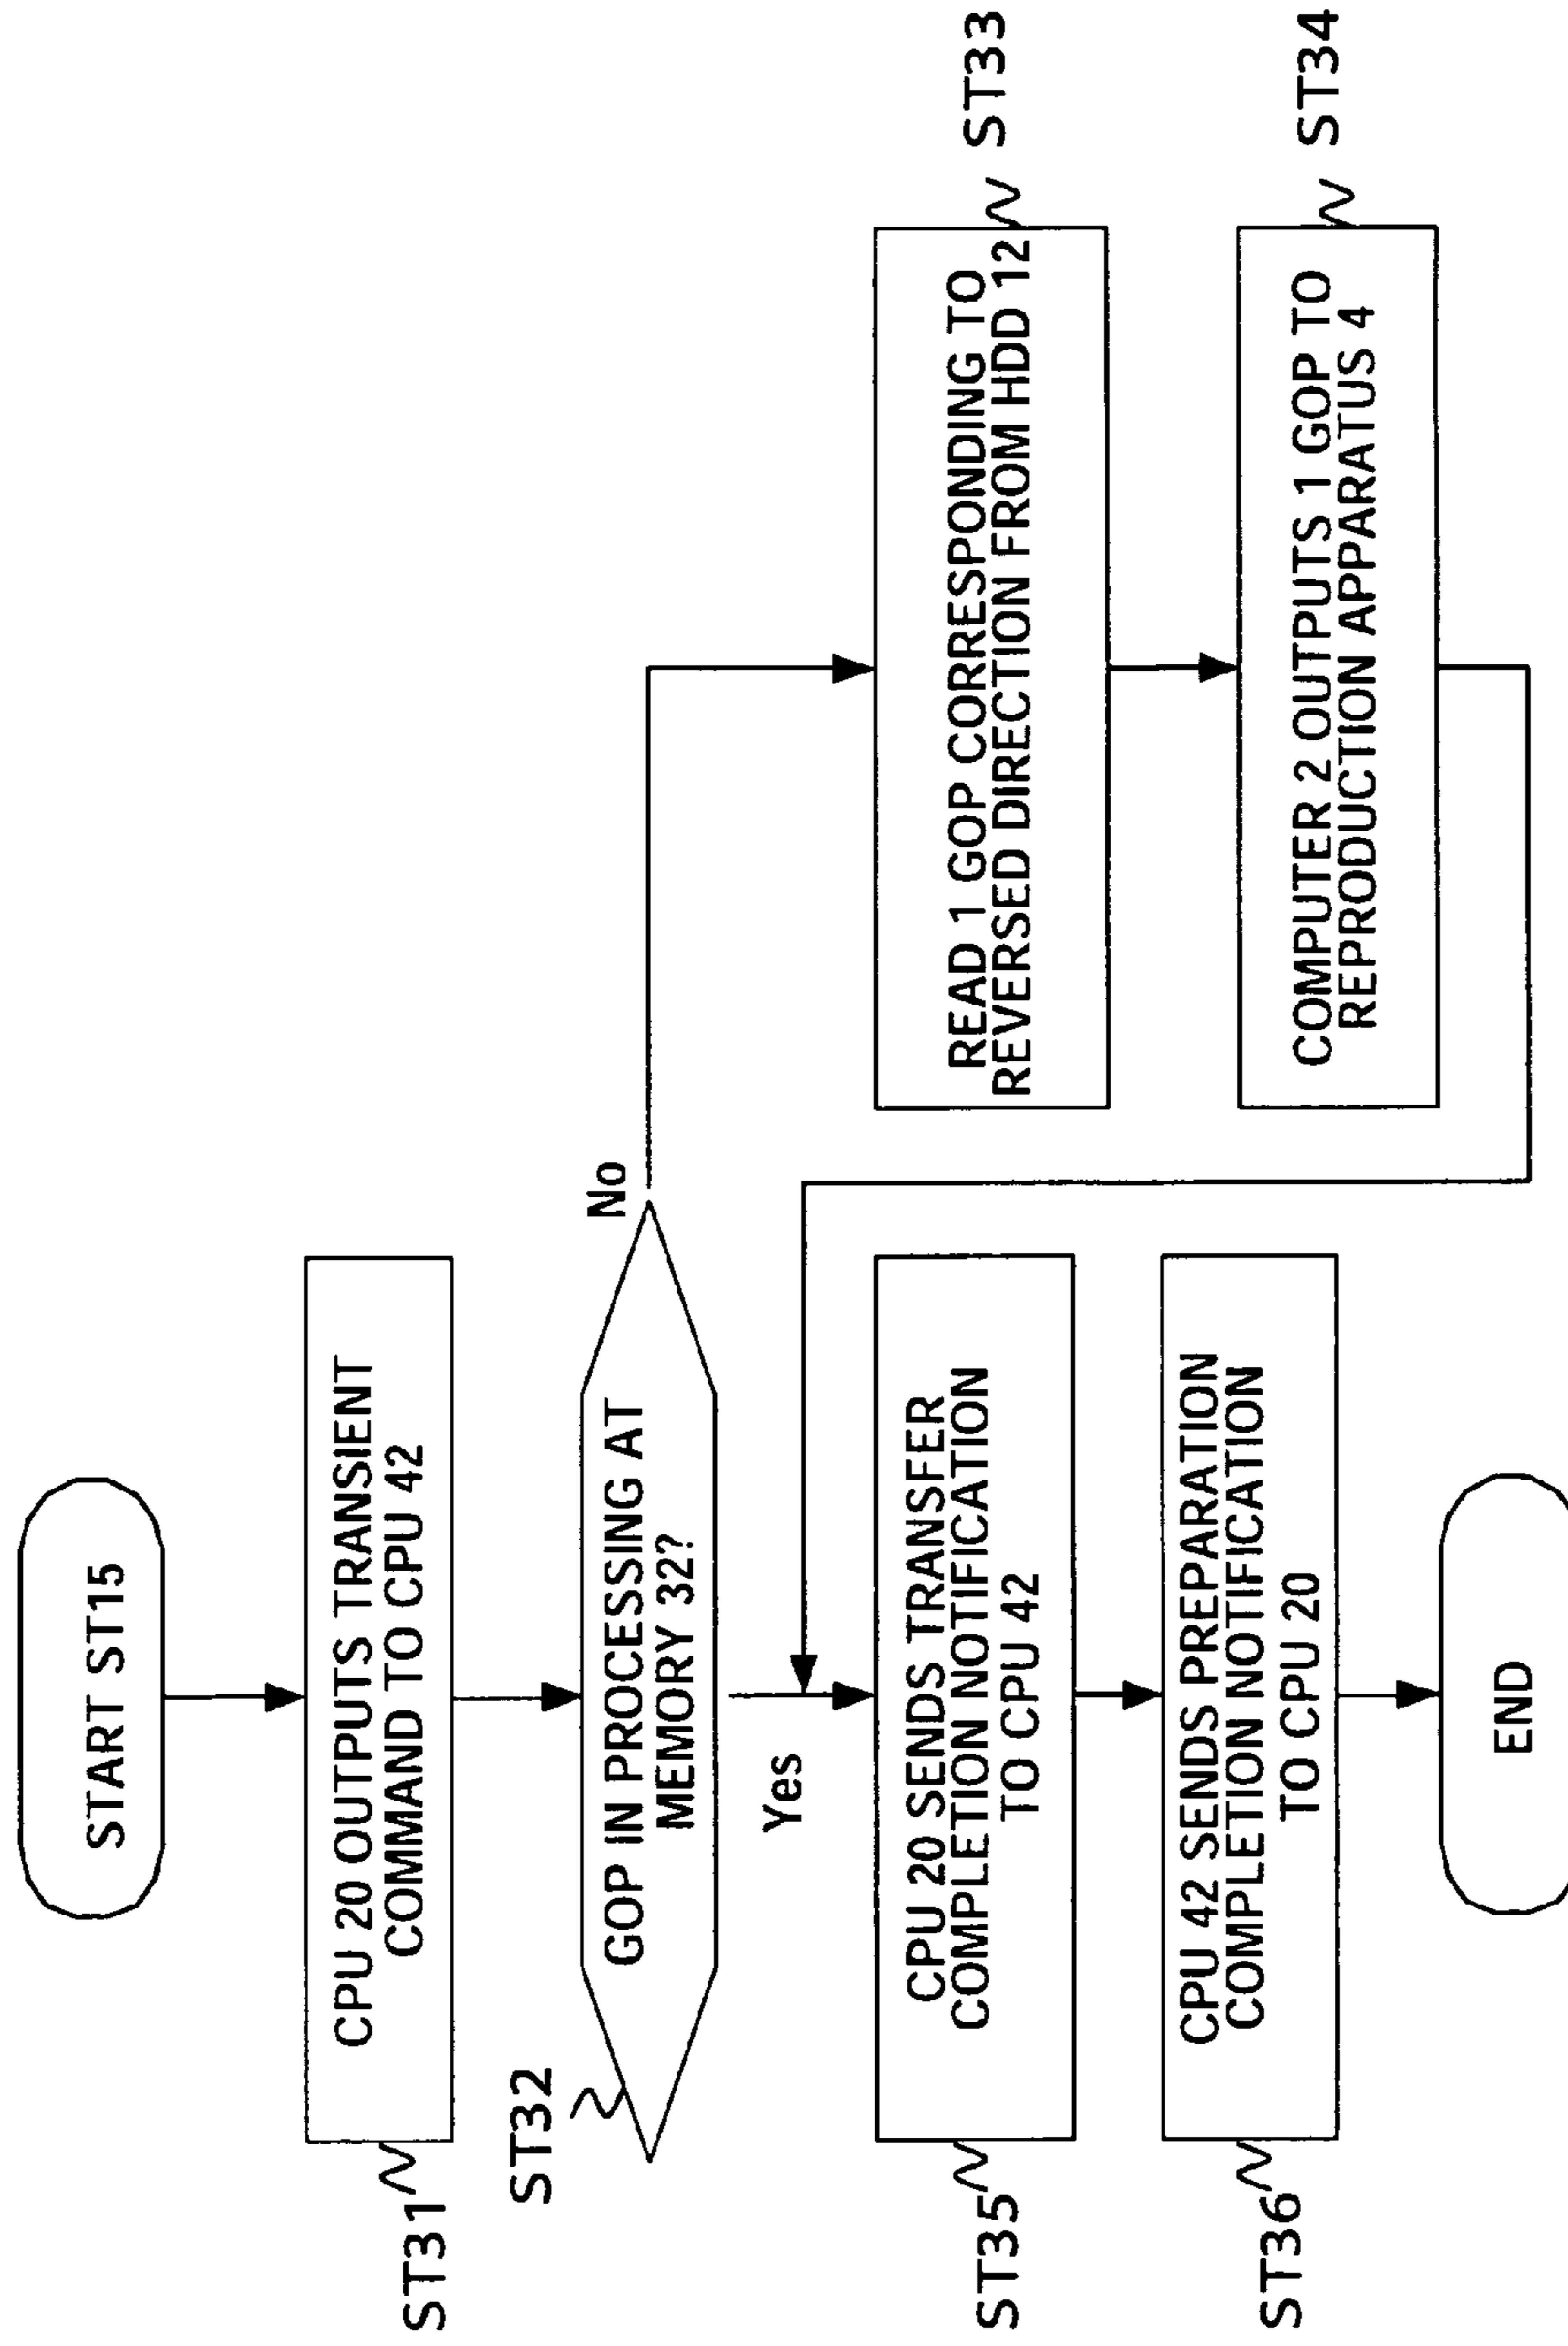 START ST15
ST31
CPU 20 OUTPUTS TRANSIENT
COMMAND TO CPU 42
ST32
GOP IN PROCESSING AT
MEMORY 32?
No
Yes
READ 1 GOP CORRESPONDING TO
REVERSED DIRECTION FROM HDD 12
ST33
COMPUTER 2 OUTPUTS 1 GOP TO
REPRODUCTION APPARATUS 4
ST34
ST35
CPU 20 SENDS TRANSFER
COMPLETION NOTIFICATION
TO CPU 42
ST36
CPU 42 SENDS PREPARATION
COMPLETION NOTIFICATION
TO CPU 20
END